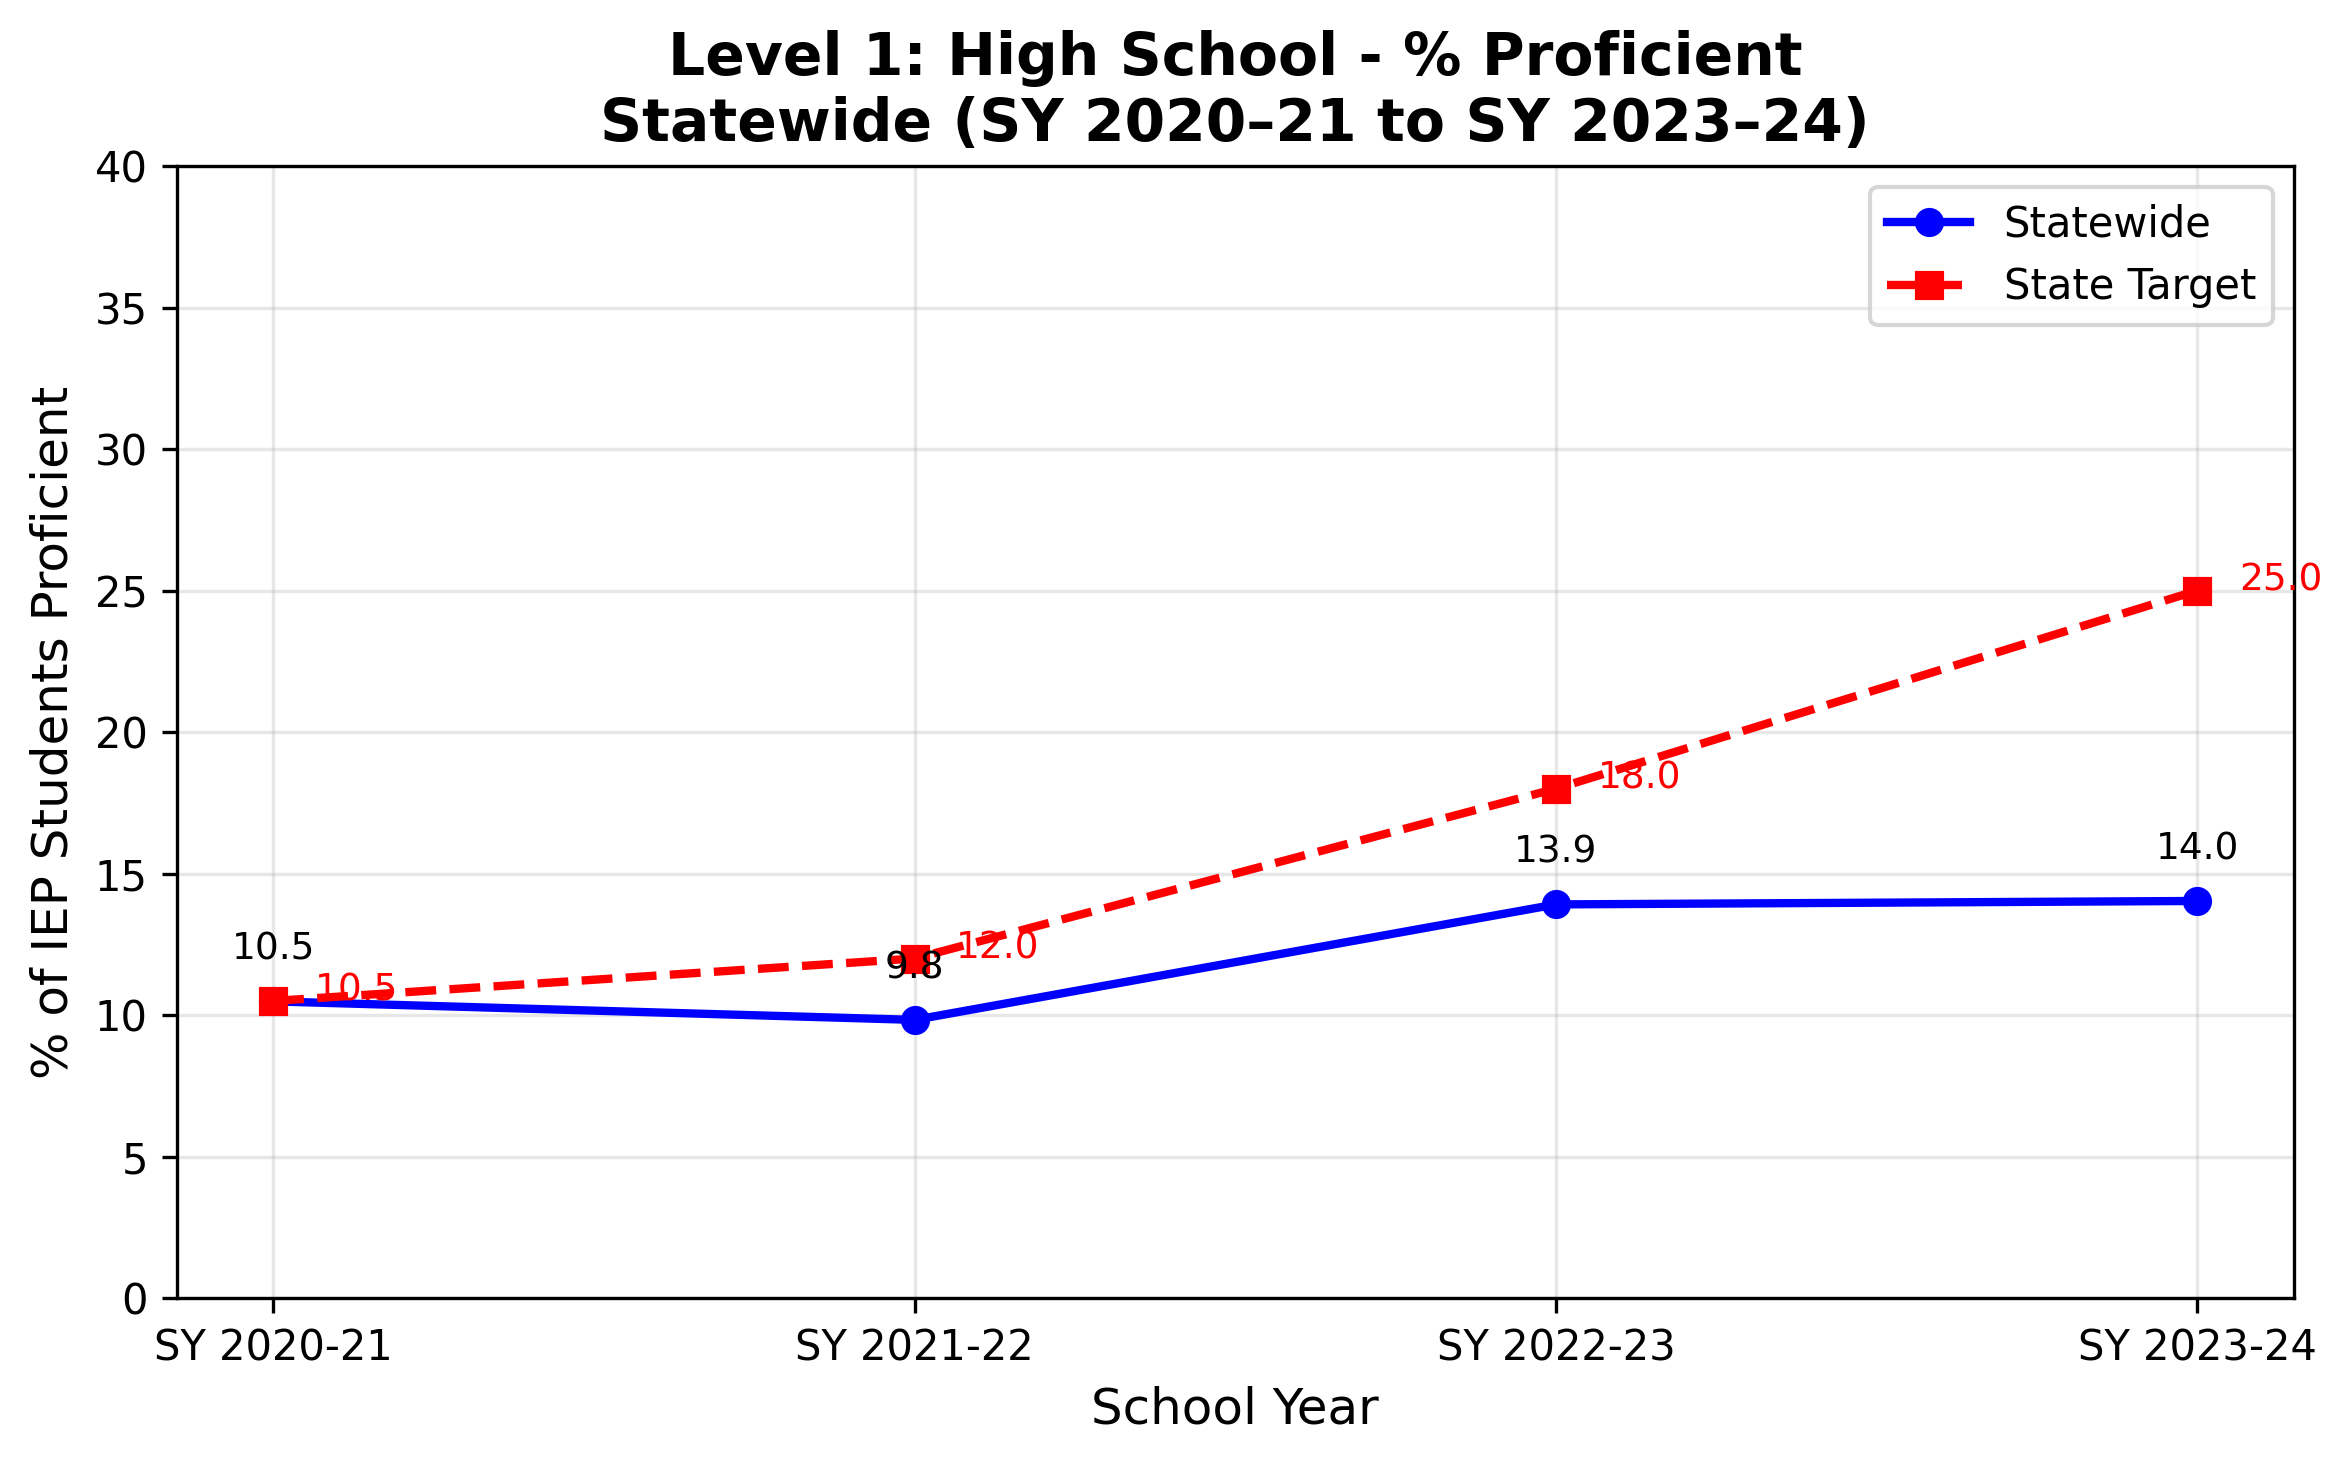 Level 1: High School - % Proficient
Statewide (SY 2020–21 to SY 2023–24)
Statewide
State Target
% of IEP Students Proficient
40
35
30
25
20
15
10
5
0
10.5
10.5
9.8
12.0
13.9
18.0
14.0
25.0
SY 2020-21
SY 2021-22
SY 2022-23
SY 2023-24
School Year